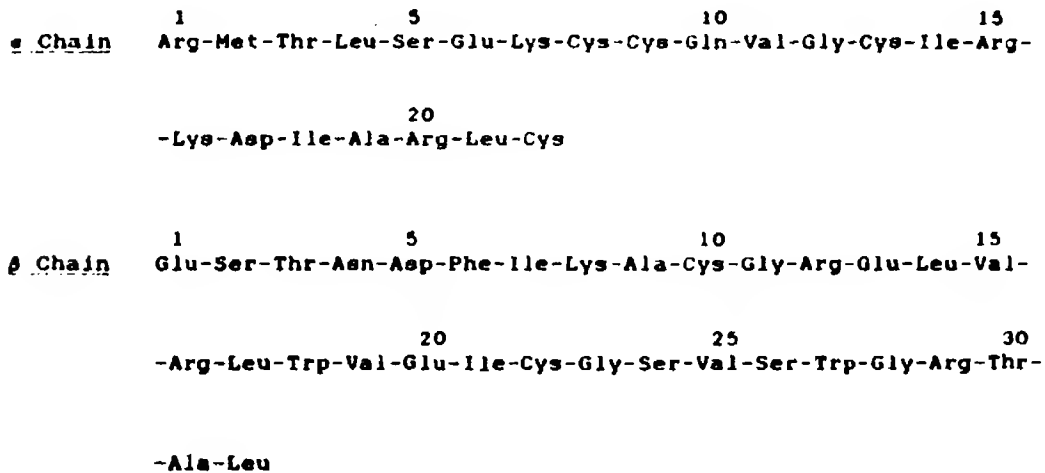 1 5 10 15
α Chain Arg-Met-Thr-Leu-Ser-Glu-Lys-Cys-Cys-Gln-Val-Gly-Cys-Ile-Arg-
20
-Lys-Asp-Ile-Ala-Arg-Leu-Cys
1 5 10 15
β Chain Glu-Ser-Thr-Asn-Asp-Phe-Ile-Lys-Ala-Cys-Gly-Arg-Glu-Leu-Val-
20 25 30
-Arg-Leu-Trp-Val-Glu-Ile-Cys-Gly-Ser-Val-Ser-Trp-Gly-Arg-Thr-
-Ala-Leu